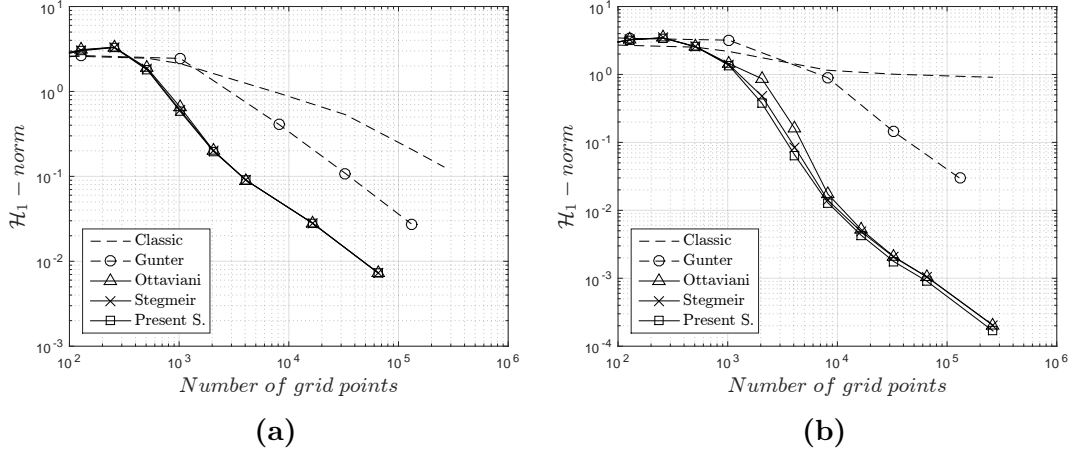 10^1
10^0
10^-1
10^-2
10^-3
H_1 − norm
Classic
Gunter
Ottaviani
Stegmeir
Present S.
10^2 10^3 10^4 10^5 10^6
Number of grid points
(a)
10^1
10^0
10^-1
10^-2
10^-3
10^-4
H_1 − norm
Classic
Gunter
Ottaviani
Stegmeir
Present S.
10^2 10^3 10^4 10^5 10^6
Number of grid points
(b)